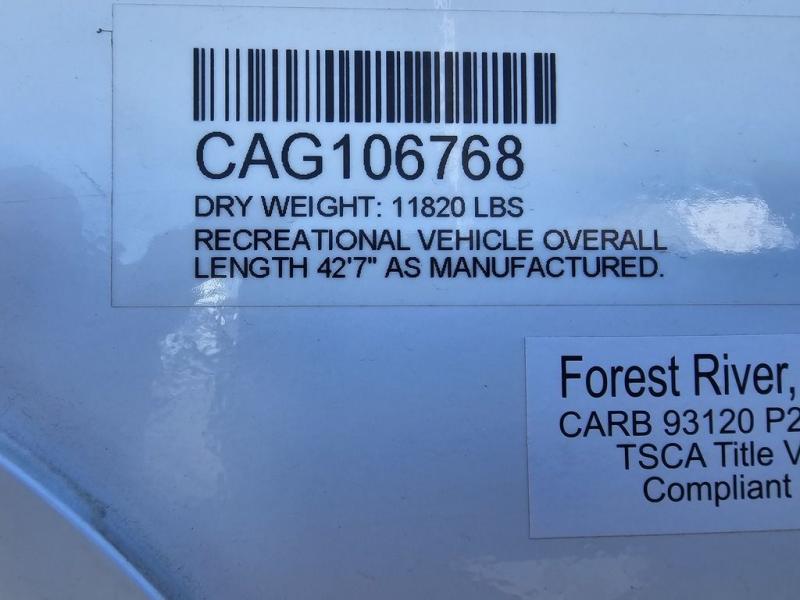 CAG106768
DRY WEIGHT: 11820 LBS
RECREATIONAL VEHICLE OVERALL
LENGTH 42'7" AS MANUFACTURED.
Forest River,
CARB 93120 P2
TSCA Title V
Compliant